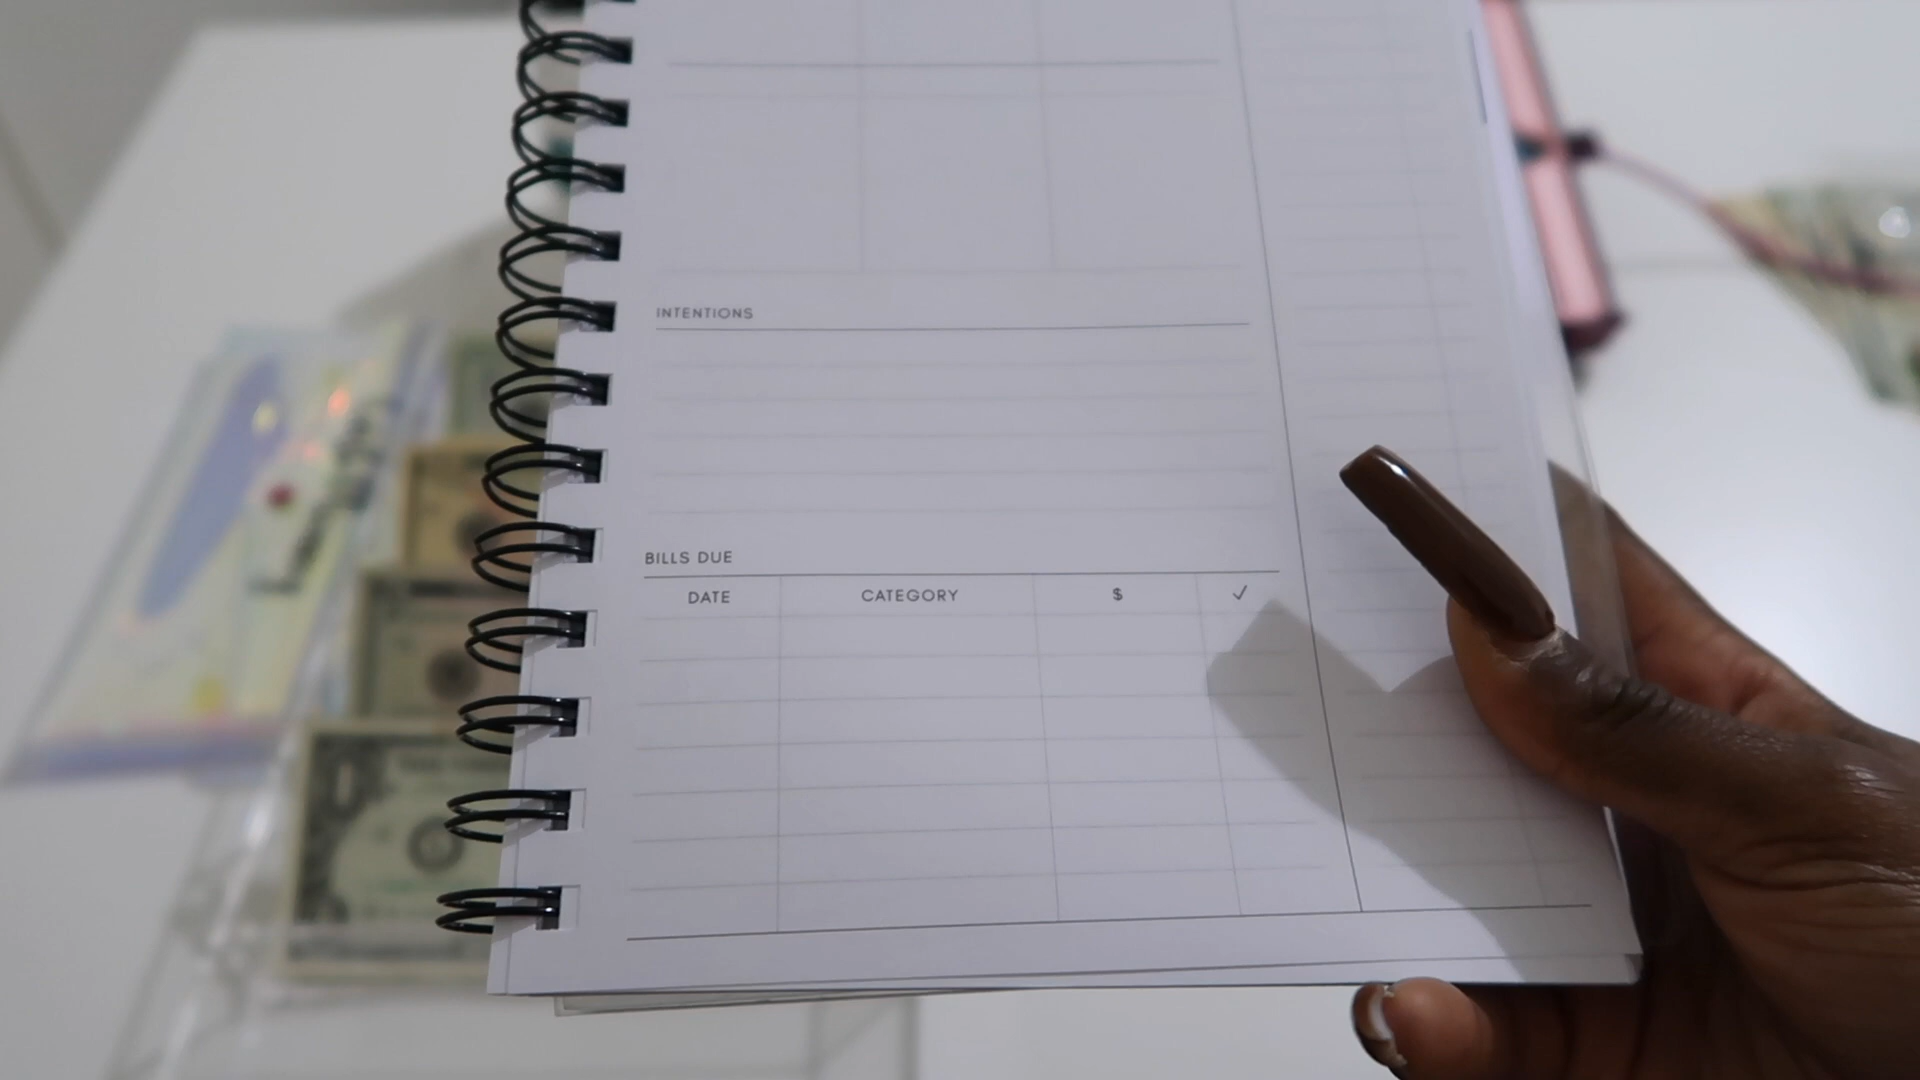 INTENTIONS
BILLS DUE
DATE CATEGORY $ ✓